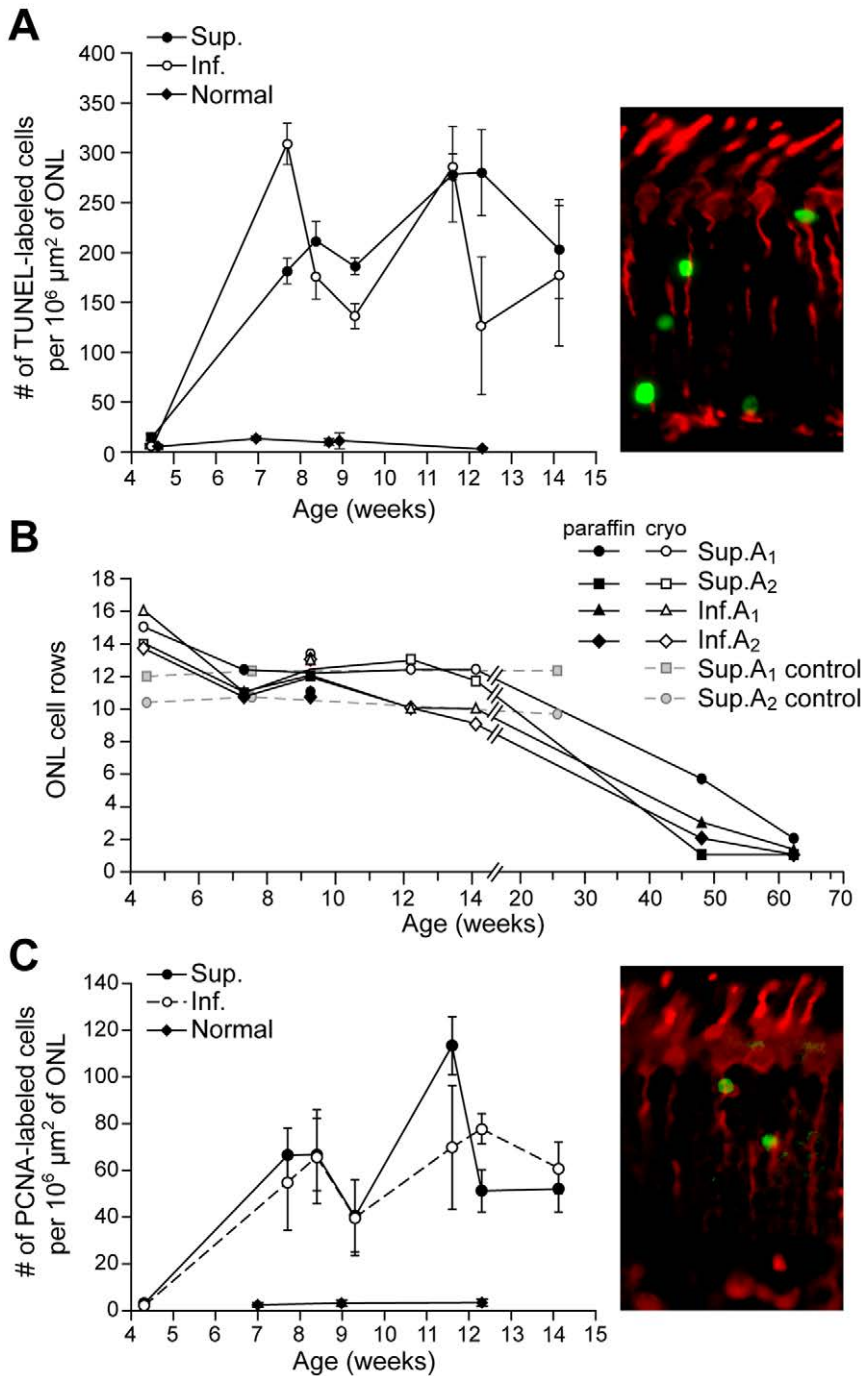 A
Sup.
Inf.
Normal
# of TUNEL-labeled cells
per 10⁶ µm² of ONL
400
350
300
250
200
150
100
50
0
4 5 6 7 8 9 10 11 12 13 14 15
Age (weeks)
B
paraffin cryo
Sup.A₁
Sup.A₂
Inf.A₁
Inf.A₂
Sup.A₁ control
Sup.A₂ control
ONL cell rows
18
16
14
12
10
8
6
4
2
0
4 6 8 10 12 14 20 30 40 50 60 70
Age (weeks)
C
Sup.
Inf.
Normal
# of PCNA-labeled cells
per 10⁶ µm² of ONL
140
120
100
80
60
40
20
0
4 5 6 7 8 9 10 11 12 13 14 15
Age (weeks)